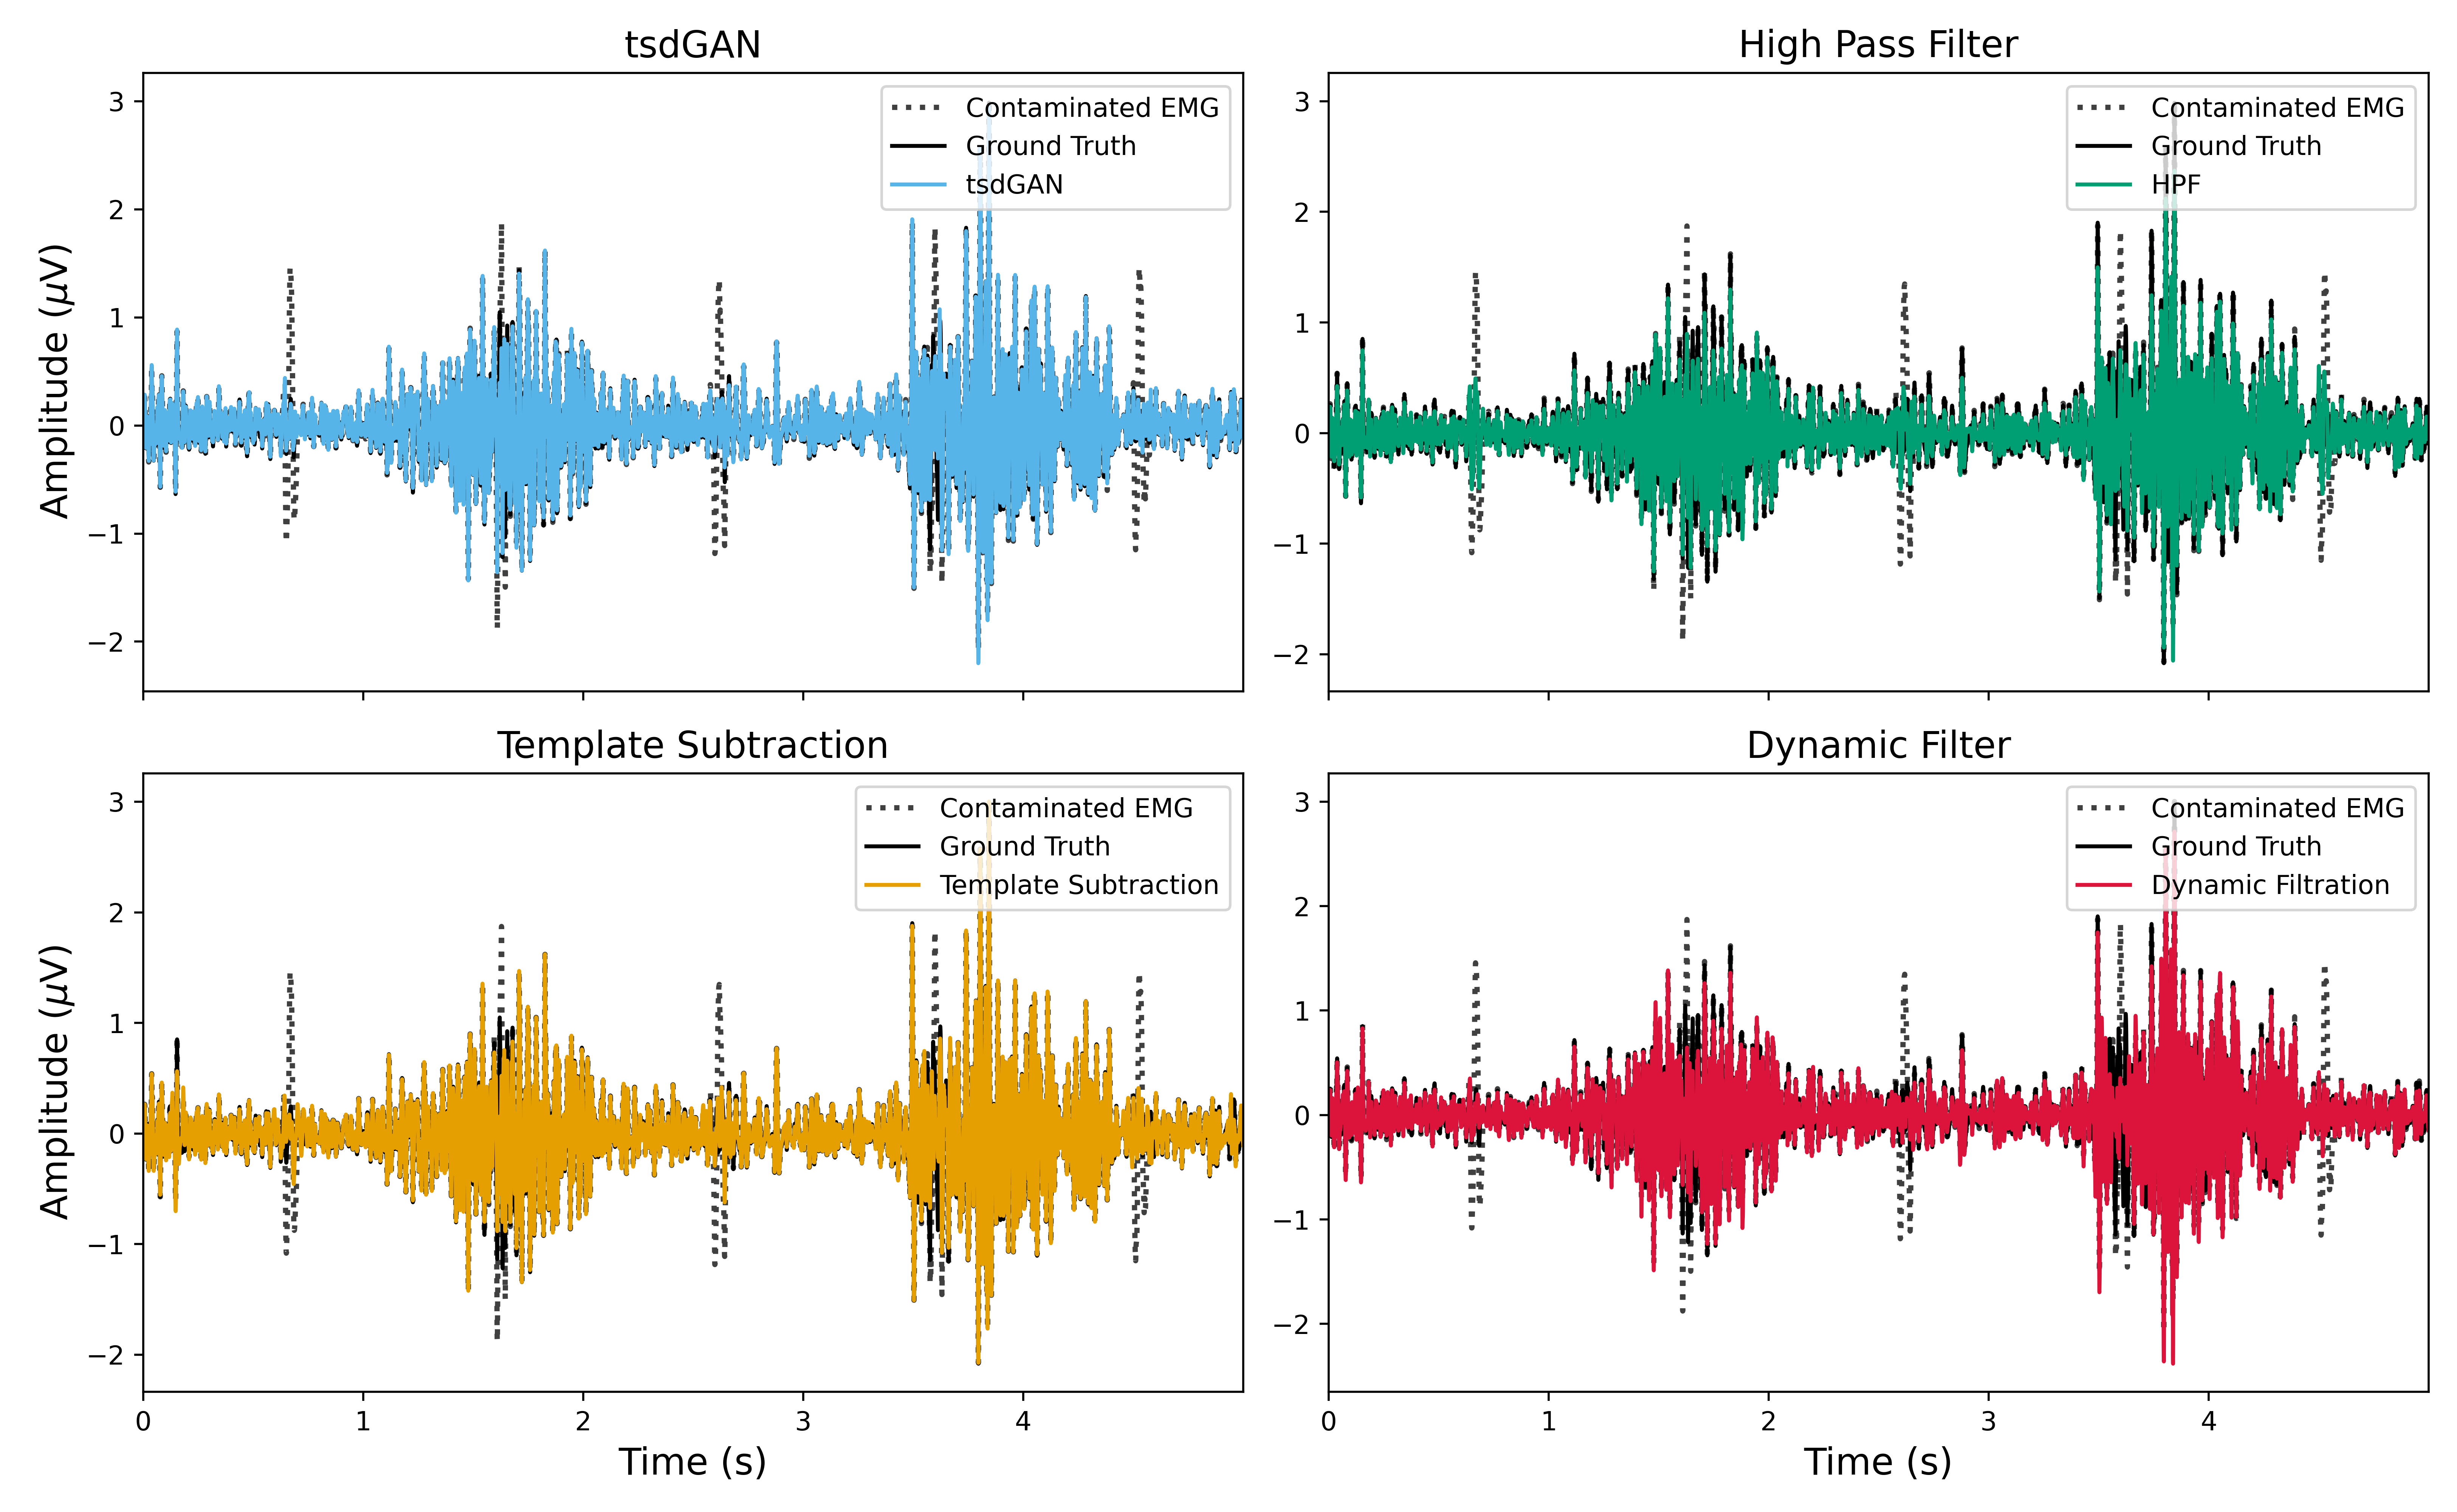 tsdGAN
Contaminated EMG
Ground Truth
tsdGAN
3
2
1
0
−1
−2
Amplitude (μV)
High Pass Filter
Contaminated EMG
Ground Truth
HPF
3
2
1
0
−1
−2
Template Subtraction
Contaminated EMG
Ground Truth
Template Subtraction
3
2
1
0
−1
−2
Amplitude (μV)
0 1 2 3 4
Time (s)
Dynamic Filter
Contaminated EMG
Ground Truth
Dynamic Filtration
3
2
1
0
−1
−2
0 1 2 3 4
Time (s)